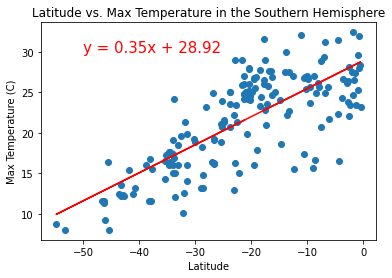 Latitude vs. Max Temperature in the Southern Hemisphere
y = 0.35x + 28.92
30
25
20
15
10
Max Temperature (C)
−50 −40 −30 −20 −10 0
Latitude